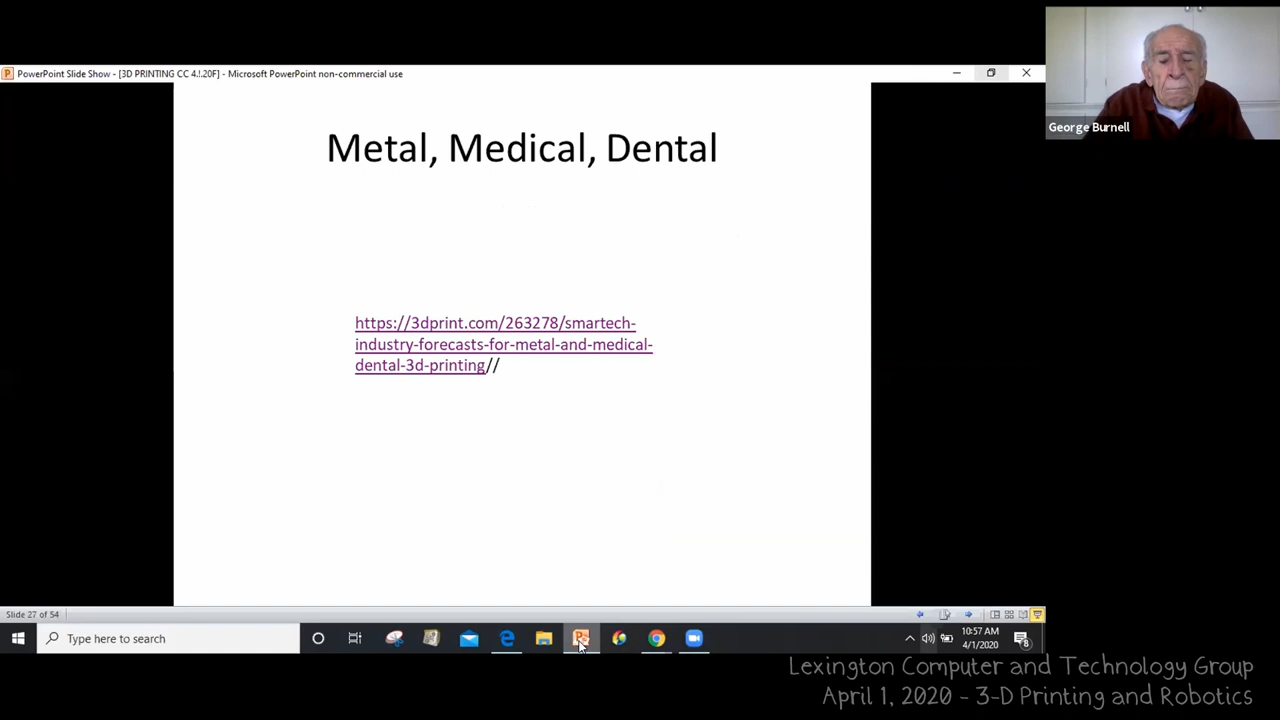 PowerPoint Slide Show - [3D PRINTING CC 4.!.20F] - Microsoft PowerPoint non-commercial use
George Burnell
Metal, Medical, Dental
https://3dprint.com/263278/smartech-
industry-forecasts-for-metal-and-medical-
dental-3d-printing//
Slide 27 of 54
Type here to search
10:57 AM
4/1/2020
8
Lexington Computer and Technology Group
April 1, 2020 - 3-D Printing and Robotics